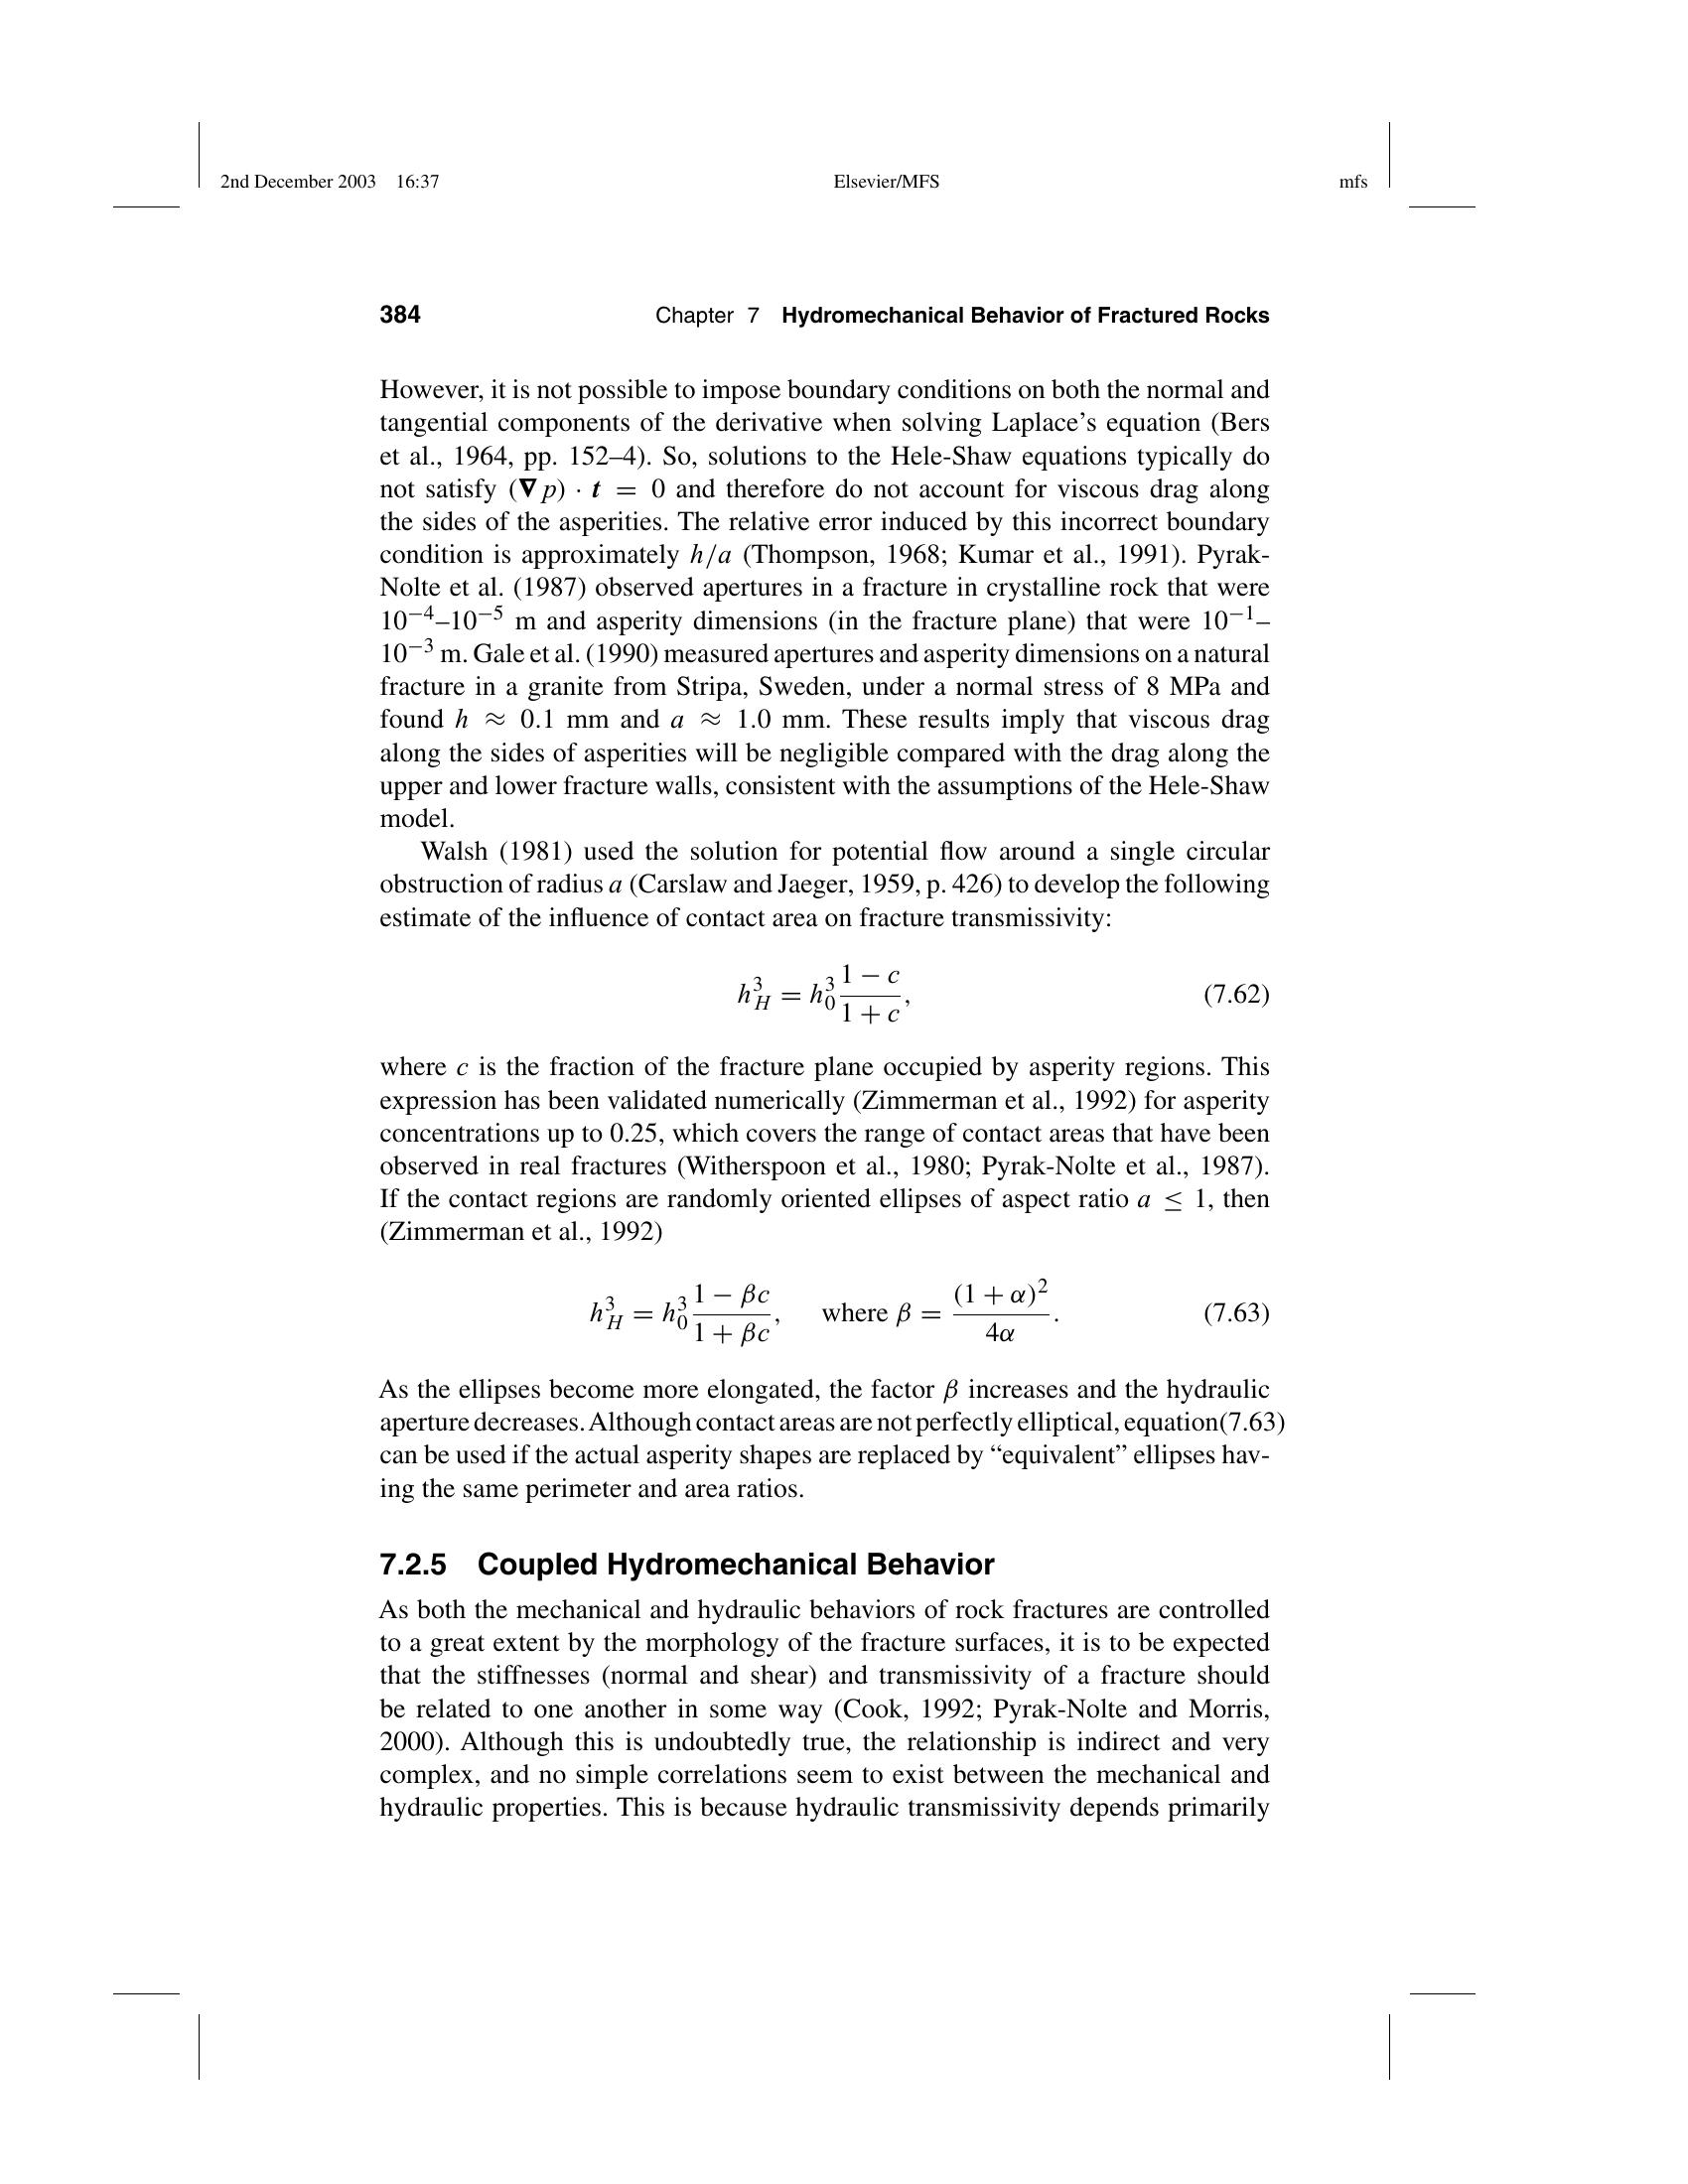 2nd December 2003 16:37 Elsevier/MFS mfs
384 Chapter 7 Hydromechanical Behavior of Fractured Rocks
However, it is not possible to impose boundary conditions on both the normal and
tangential components of the derivative when solving Laplace's equation (Bers
et al., 1964, pp. 152–4). So, solutions to the Hele-Shaw equations typically do
not satisfy (∇p) · t = 0 and therefore do not account for viscous drag along
the sides of the asperities. The relative error induced by this incorrect boundary
condition is approximately h/a (Thompson, 1968; Kumar et al., 1991). Pyrak-
Nolte et al. (1987) observed apertures in a fracture in crystalline rock that were
10⁻⁴–10⁻⁵ m and asperity dimensions (in the fracture plane) that were 10⁻¹–
10⁻³ m. Gale et al. (1990) measured apertures and asperity dimensions on a natural
fracture in a granite from Stripa, Sweden, under a normal stress of 8 MPa and
found h ≈ 0.1 mm and a ≈ 1.0 mm. These results imply that viscous drag
along the sides of asperities will be negligible compared with the drag along the
upper and lower fracture walls, consistent with the assumptions of the Hele-Shaw
model.
Walsh (1981) used the solution for potential flow around a single circular
obstruction of radius a (Carslaw and Jaeger, 1959, p. 426) to develop the following
estimate of the influence of contact area on fracture transmissivity:
h_H^3 = h_0^3 (1 − c)/(1 + c), (7.62)
where c is the fraction of the fracture plane occupied by asperity regions. This
expression has been validated numerically (Zimmerman et al., 1992) for asperity
concentrations up to 0.25, which covers the range of contact areas that have been
observed in real fractures (Witherspoon et al., 1980; Pyrak-Nolte et al., 1987).
If the contact regions are randomly oriented ellipses of aspect ratio a ≤ 1, then
(Zimmerman et al., 1992)
h_H^3 = h_0^3 (1 − βc)/(1 + βc), where β = (1 + α)²/4α. (7.63)
As the ellipses become more elongated, the factor β increases and the hydraulic
aperture decreases. Although contact areas are not perfectly elliptical, equation(7.63)
can be used if the actual asperity shapes are replaced by “equivalent” ellipses hav-
ing the same perimeter and area ratios.
7.2.5 Coupled Hydromechanical Behavior
As both the mechanical and hydraulic behaviors of rock fractures are controlled
to a great extent by the morphology of the fracture surfaces, it is to be expected
that the stiffnesses (normal and shear) and transmissivity of a fracture should
be related to one another in some way (Cook, 1992; Pyrak-Nolte and Morris,
2000). Although this is undoubtedly true, the relationship is indirect and very
complex, and no simple correlations seem to exist between the mechanical and
hydraulic properties. This is because hydraulic transmissivity depends primarily